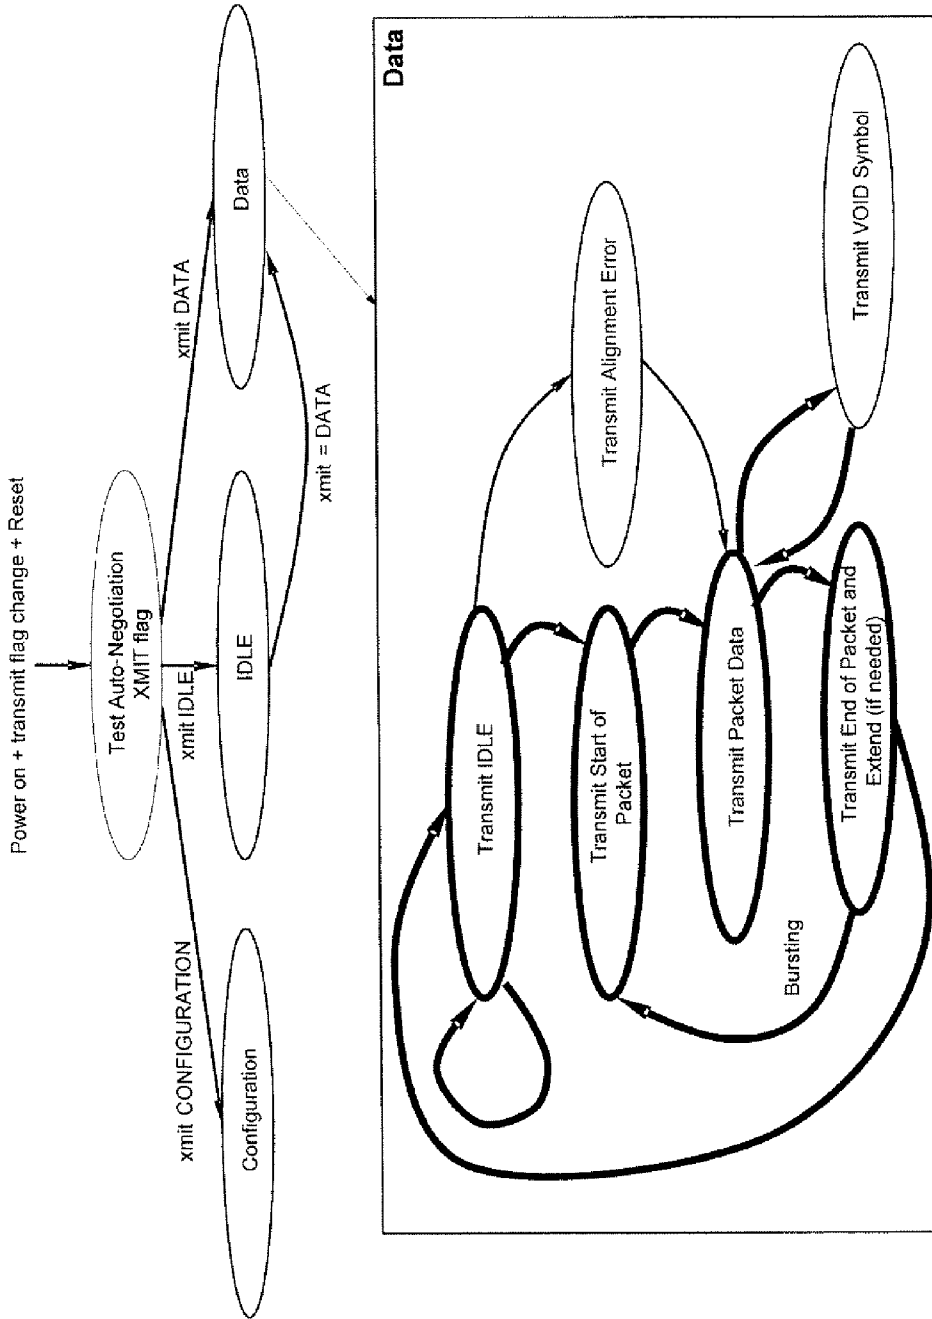 Power on + transmit flag change + Reset
Test Auto-Negotiation
XMIT flag
xmit CONFIGURATION
xmit IDLE
xmit DATA
Configuration
IDLE
Data
xmit = DATA
Data
Transmit IDLE
Transmit Start of
Packet
Transmit Alignment Error
Transmit Packet Data
Bursting
Transmit End of Packet and
Extend (if needed)
Transmit VOID Symbol